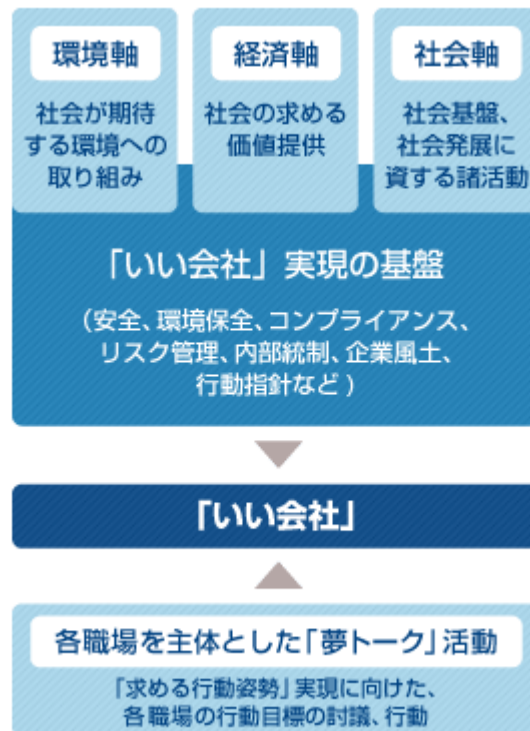 環境軸
社会が期待
する環境への
取り組み
経済軸
社会の求める
価値提供
社会軸
社会基盤、
社会発展に
資する諸活動
「いい会社」実現の基盤
(安全、環境保全、コンプライアンス、
リスク管理、内部統制、企業風土、
行動指針など)
「いい会社」
各職場を主体とした「夢トーク」活動
「求める行動姿勢」実現に向けた、
各職場の行動目標の討議、行動